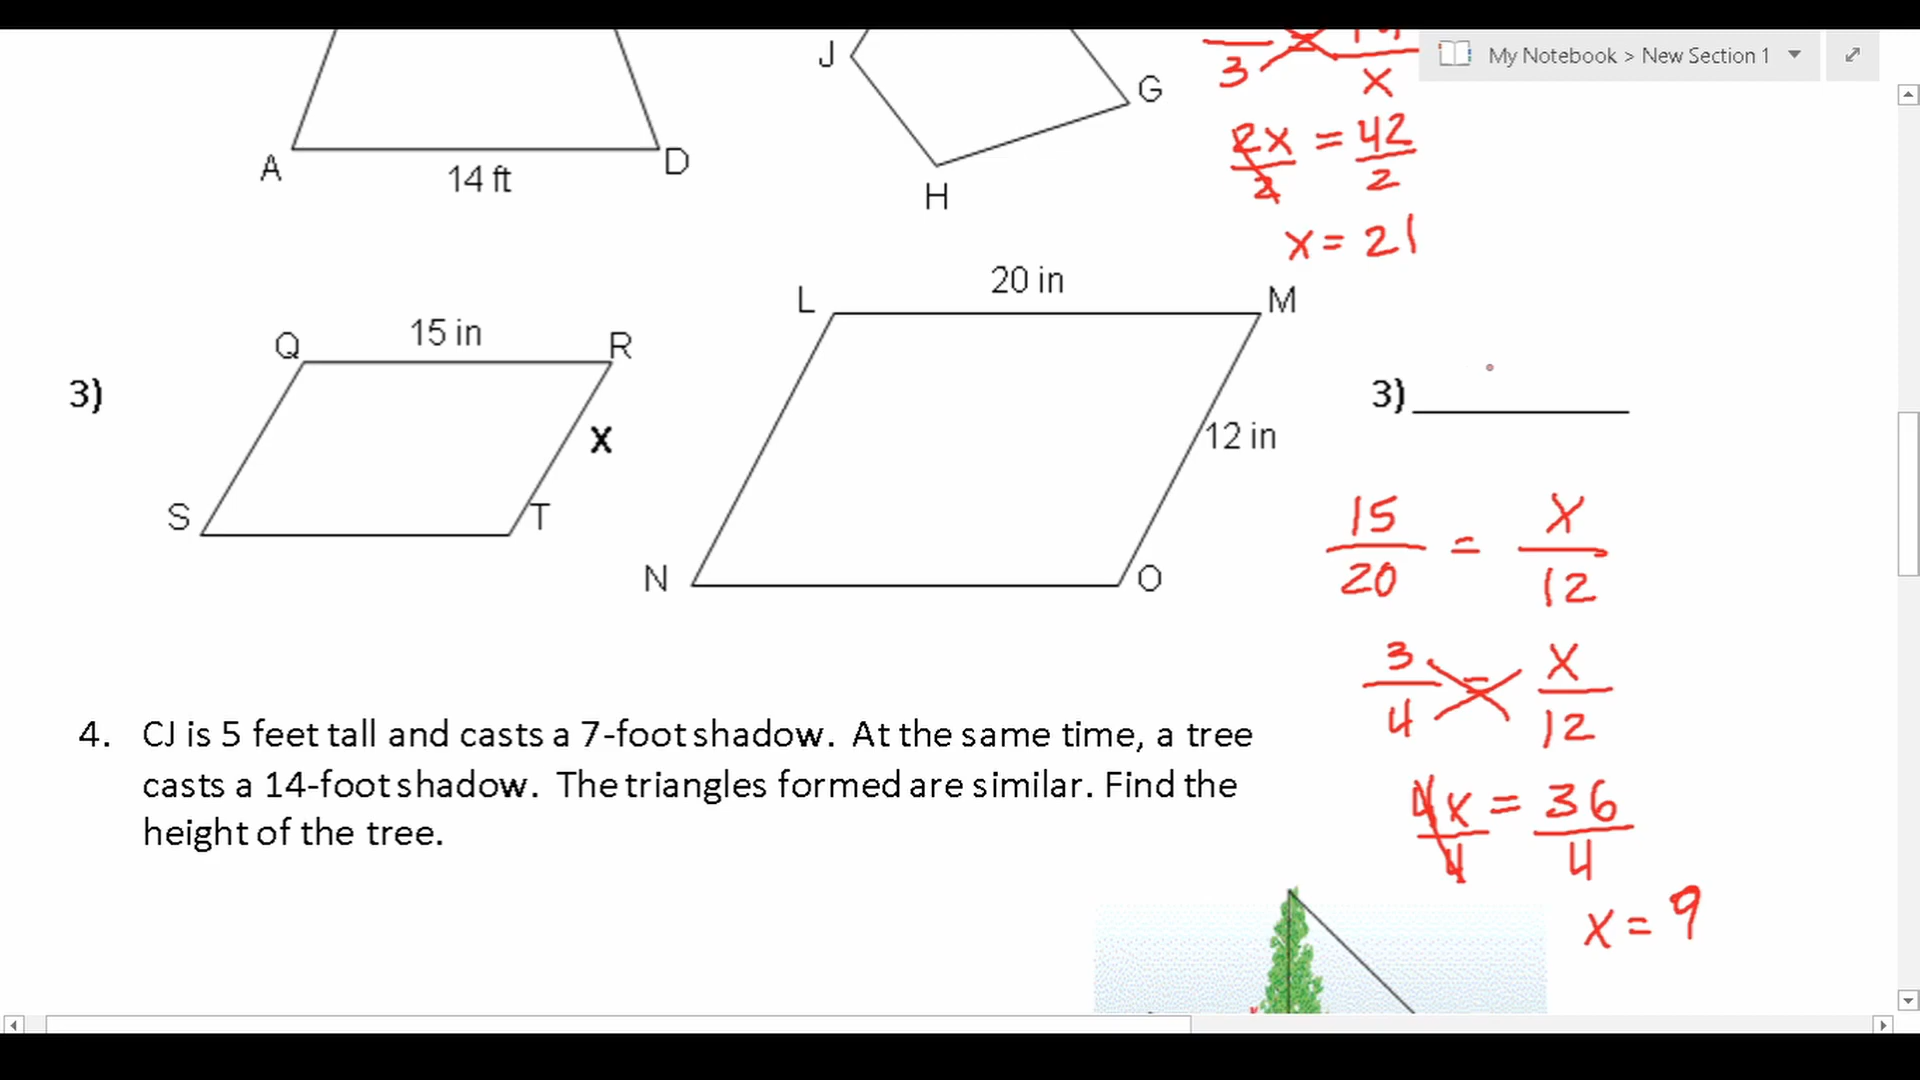 My Notebook > New Section 1
J
G
3
x
2x = 42
2 2
A
14 ft
D
H
x = 21
20 in
L
M
15 in
Q
R
3)
3)
X
12 in
S
T
N
O
15 = x
20 12
3 = x
4 12
4. CJ is 5 feet tall and casts a 7-foot shadow. At the same time, a tree
casts a 14-foot shadow. The triangles formed are similar. Find the
height of the tree.
4x = 36
4 4
x = 9